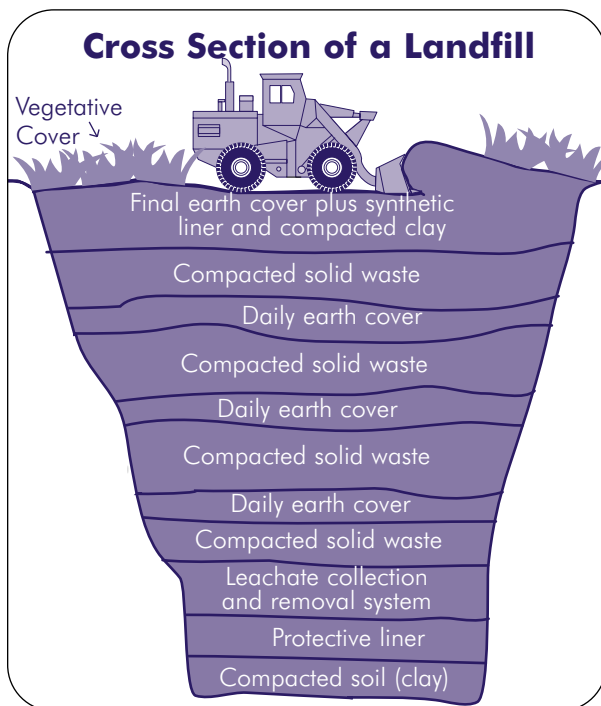 Cross Section of a Landfill
Vegetative
Cover
Final earth cover plus synthetic
liner and compacted clay
Compacted solid waste
Daily earth cover
Compacted solid waste
Daily earth cover
Compacted solid waste
Daily earth cover
Compacted solid waste
Leachate collection
and removal system
Protective liner
Compacted soil (clay)